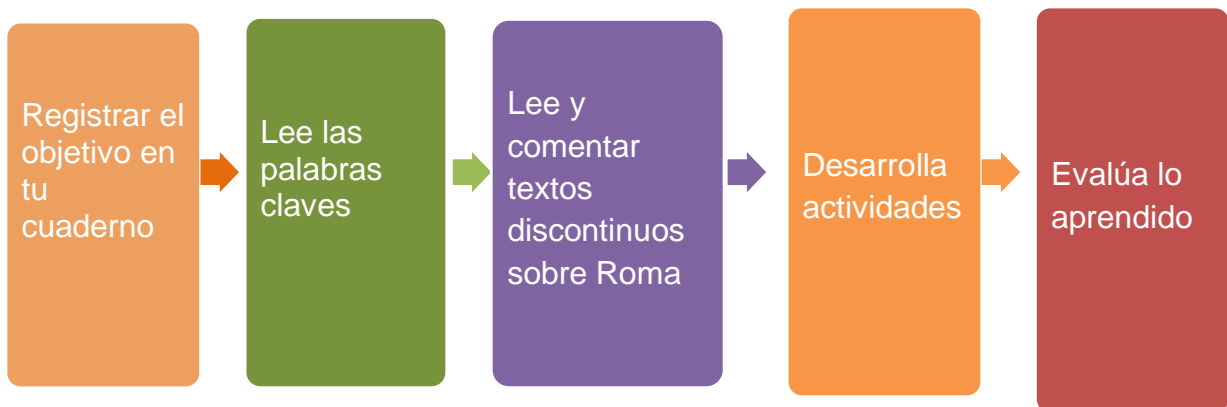 Registrar el
objetivo en
tu
cuaderno
Lee las
palabras
claves
Lee y
comentar
textos
discontinuos
sobre Roma
Desarrolla
actividades
Evalúa lo
aprendido